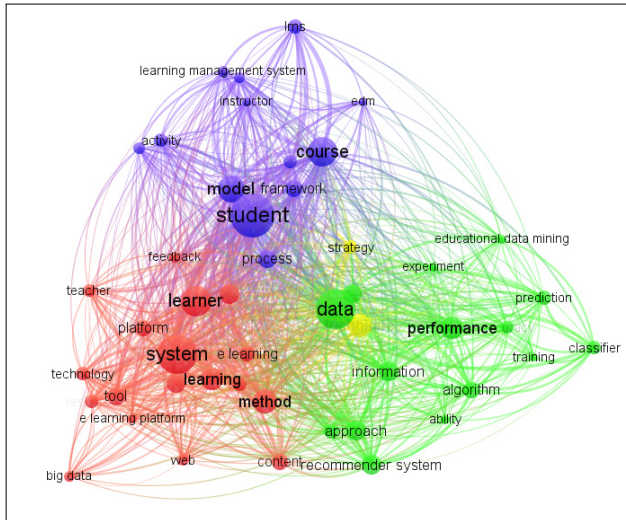 lms
learning management system
instructor
edm
activity
course
model
framework
student
strategy
educational data mining
feedback
process
experiment
teacher
learner
data
prediction
platform
performance
system
e learning
training
classifier
technology
learning
information
tool
method
algorithm
e learning platform
ability
approach
web
content
recommender system
big data